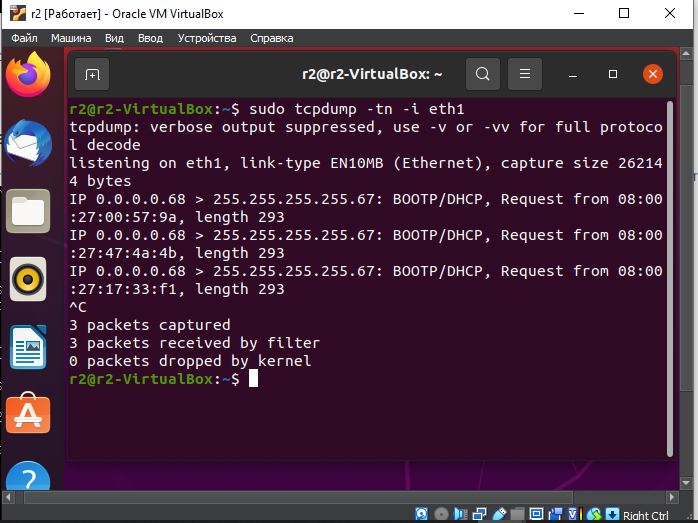 r2 [Работает] - Oracle VM VirtualBox
Файл Машина Вид Ввод Устройства Справка
r2@r2-VirtualBox: ~
r2@r2-VirtualBox:~$ sudo tcpdump -tn -i eth1
tcpdump: verbose output suppressed, use -v or -vv for full protoco
l decode
listening on eth1, link-type EN10MB (Ethernet), capture size 26214
4 bytes
IP 0.0.0.0.68 > 255.255.255.255.67: BOOTP/DHCP, Request from 08:00
:27:00:57:9a, length 293
IP 0.0.0.0.68 > 255.255.255.255.67: BOOTP/DHCP, Request from 08:00
:27:47:4a:4b, length 293
IP 0.0.0.0.68 > 255.255.255.255.67: BOOTP/DHCP, Request from 08:00
:27:17:33:f1, length 293
^C
3 packets captured
3 packets received by filter
0 packets dropped by kernel
r2@r2-VirtualBox:~$
Right Ctrl